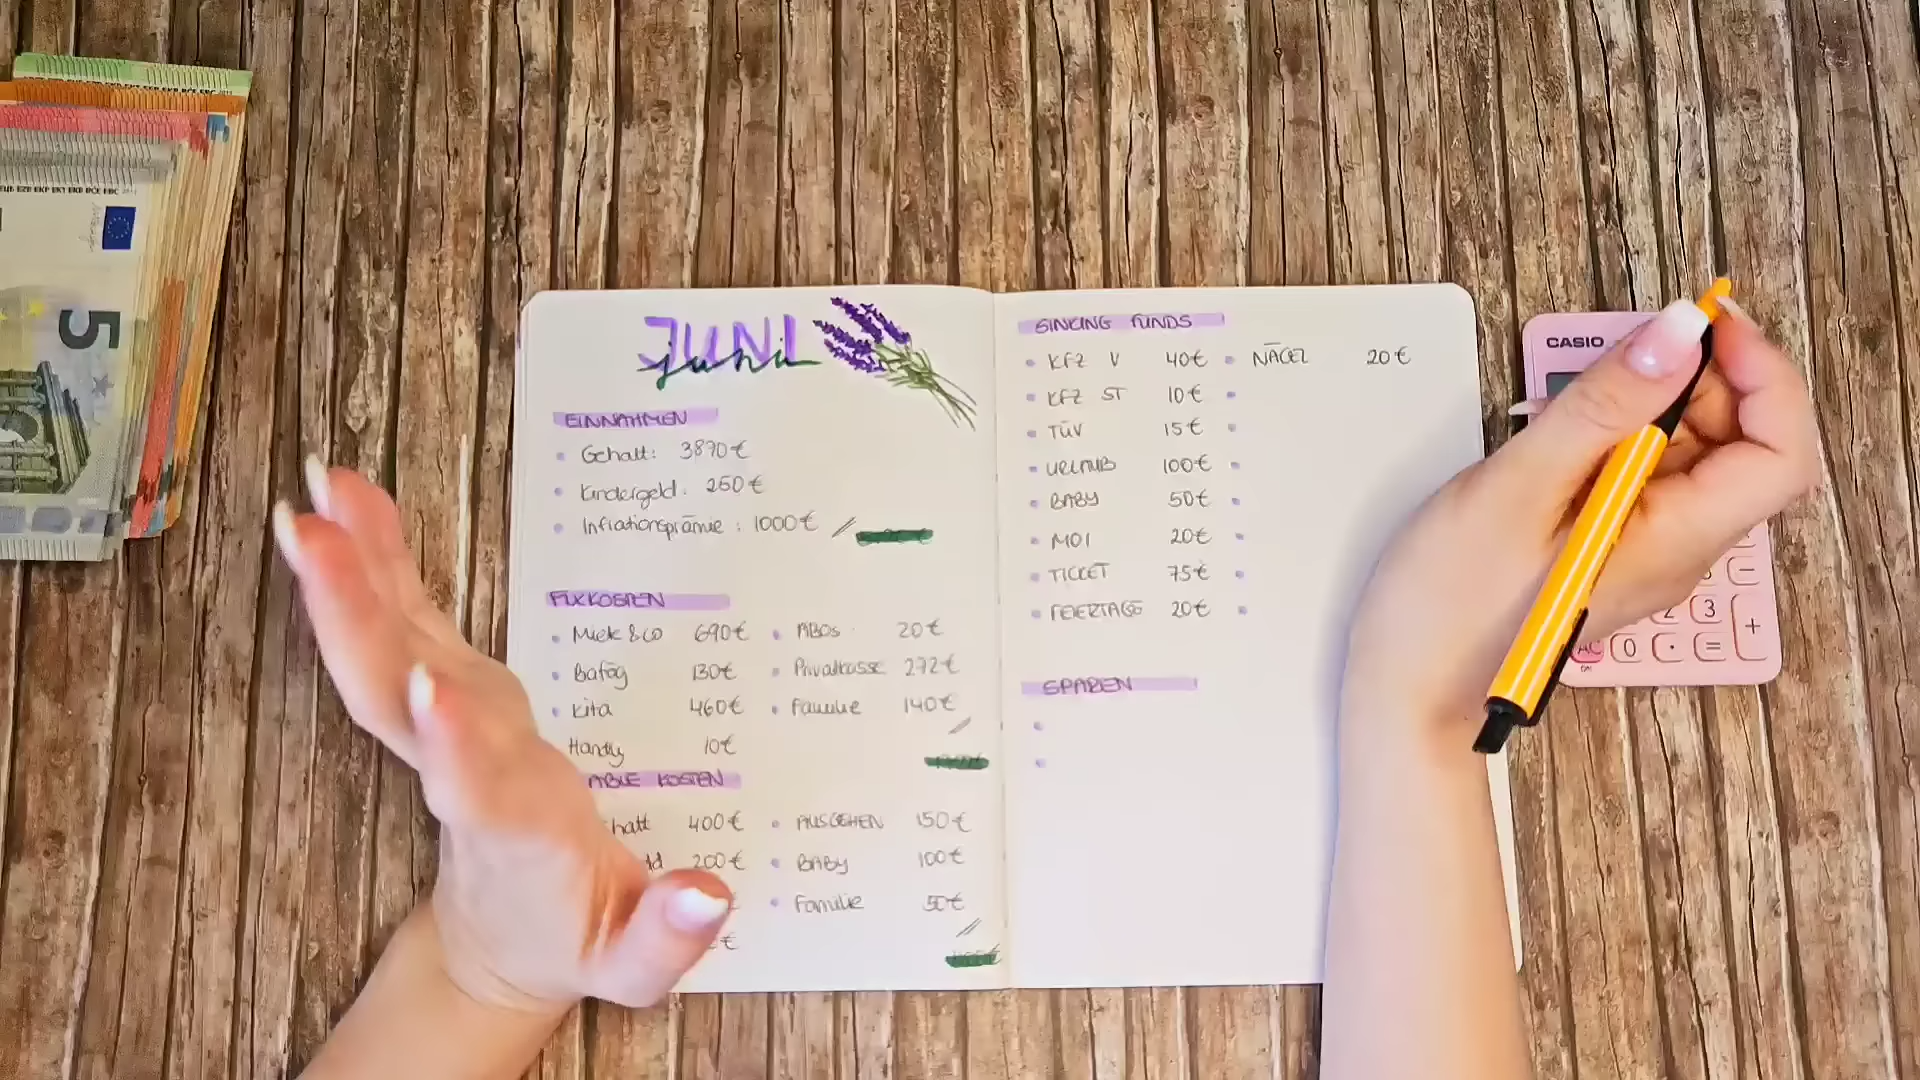 JUNI
juni
EINNAHMEN
Gehalt: 3870€
Kindergeld: 250€
Inflationsprämie: 1000€
FIXKOSTEN
Miete &co 690€
Bafög 130€
Kita 460€
Handy 10€
ABOS 20€
Privatkasse 272€
Familie 140€
ABLE KOSTEN
400€
200€
AUSGEHEN 150€
BABY 100€
Familie 50€
SINKING FUNDS
KFZ V 40€
KFZ ST 10€
TÜV 15€
URLAUB 100€
BABY 50€
MOI 20€
TICKET 75€
FEIERTAGE 20€
NÄGEL 20€
SPAREN
CASIO
3
+
AC 0 . =
5